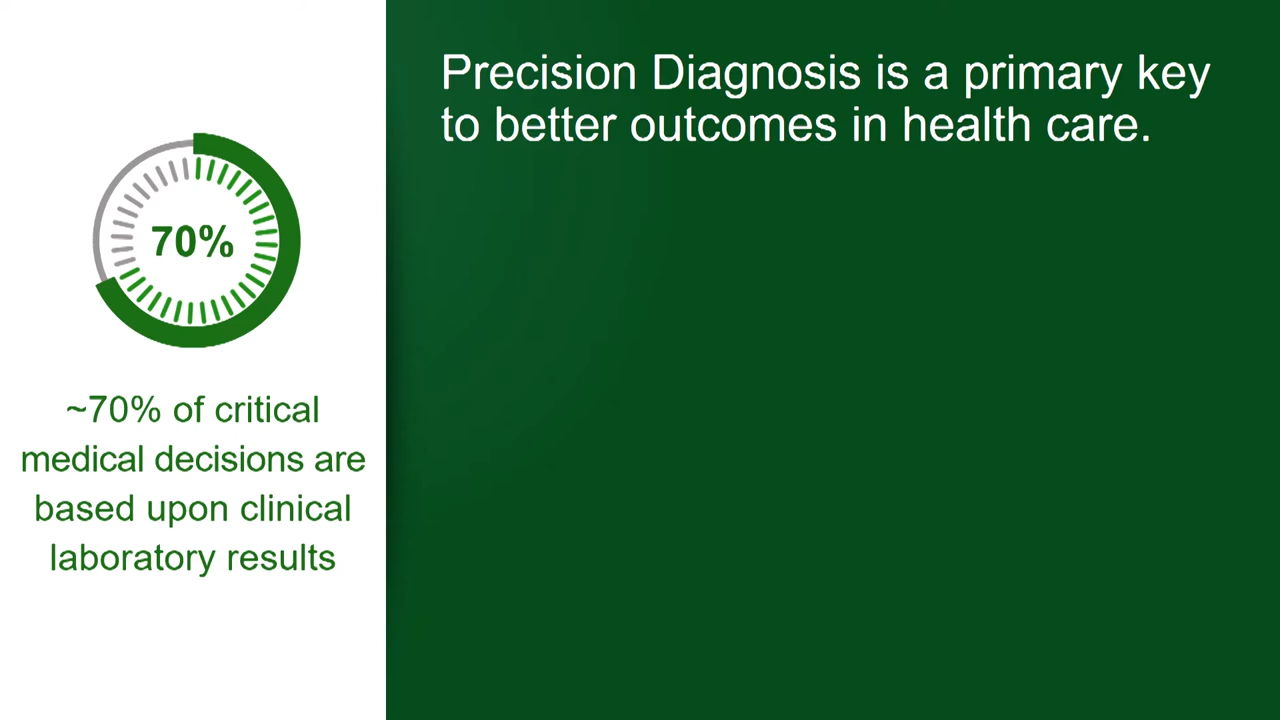 70%
~70% of critical
medical decisions are
based upon clinical
laboratory results
Precision Diagnosis is a primary key
to better outcomes in health care.